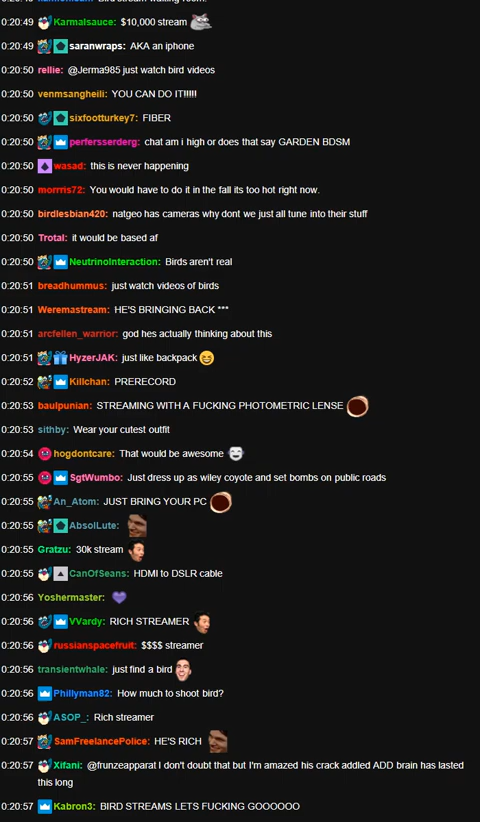 0:20:49 Karmalsauce: $10,000 stream
0:20:49 saranwraps: AKA an iphone
0:20:50 rellie: @Jerma985 just watch bird videos
0:20:50 venmsangheili: YOU CAN DO IT!!!!!
0:20:50 sixfootturkey7: FIBER
0:20:50 perfersserderg: chat am i high or does that say GARDEN BDSM
0:20:50 wasad: this is never happening
0:20:50 morrris72: You would have to do it in the fall its too hot right now.
0:20:50 birdlesbian420: natgeo has cameras why dont we just all tune into their stuff
0:20:50 Trotal: it would be based af
0:20:50 NeutrinoInteraction: Birds aren't real
0:20:51 breadhummus: just watch videos of birds
0:20:51 Weremastream: HE'S BRINGING BACK ***
0:20:51 arcfellen_warrior: god hes actually thinking about this
0:20:51 HyzerJAK: just like backpack
0:20:52 Killchan: PRERECORD
0:20:53 baulpunian: STREAMING WITH A FUCKING PHOTOMETRIC LENSE
0:20:53 sithby: Wear your cutest outfit
0:20:54 hogdontcare: That would be awesome
0:20:55 SgtWumbo: Just dress up as wiley coyote and set bombs on public roads
0:20:55 An_Atom: JUST BRING YOUR PC
0:20:55 AbsolLute:
0:20:55 Gratzu: 30k stream
0:20:55 CanOfSeans: HDMI to DSLR cable
0:20:56 Yoshermaster:
0:20:56 VVardy: RICH STREAMER
0:20:56 russianspacefruit: $$$$ streamer
0:20:56 transientwhale: just find a bird
0:20:56 Phillyman82: How much to shoot bird?
0:20:56 ASOP_: Rich streamer
0:20:57 SamFreelancePolice: HE'S RICH
0:20:57 Xifani: @frunzeapparat I don't doubt that but I'm amazed his crack addled ADD brain has lasted
this long
0:20:57 Kabron3: BIRD STREAMS LETS FUCKING GOOOOOO